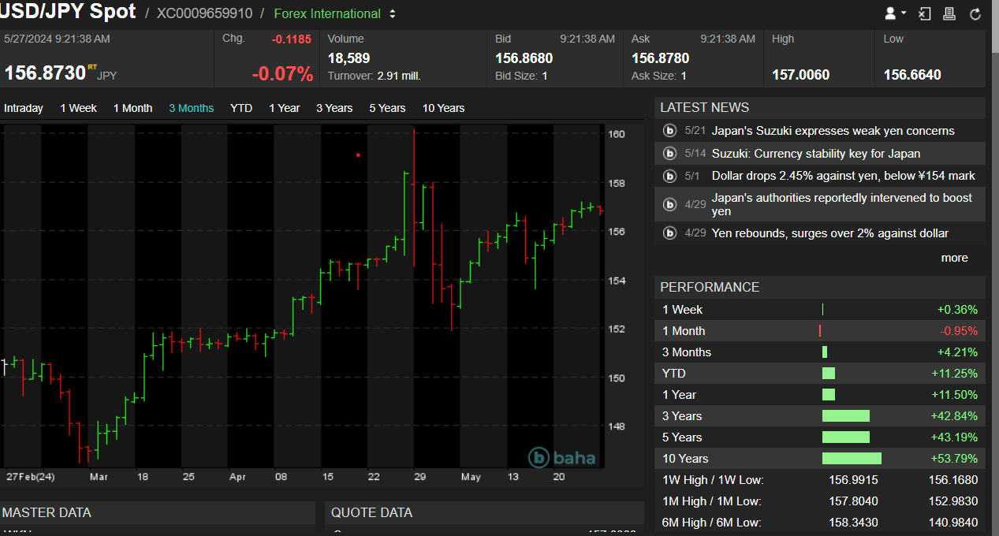 USD/JPY Spot / XC0009659910 / Forex International
5/27/2024 9:21:38 AM
156.8730 RT JPY
Chg. -0.1185
-0.07%
Volume
18,589
Turnover: 2.91 mill.
Bid 9:21:38 AM
156.8680
Bid Size: 1
Ask 9:21:38 AM
156.8780
Ask Size: 1
High
157.0060
Low
156.6640
Intraday 1 Week 1 Month 3 Months YTD 1 Year 3 Years 5 Years 10 Years
160
158
156
154
152
150
148
b baha
27Feb(24) Mar 18 25 Apr 08 15 22 29 May 13 20
LATEST NEWS
b 5/21 Japan's Suzuki expresses weak yen concerns
b 5/14 Suzuki: Currency stability key for Japan
b 5/1 Dollar drops 2.45% against yen, below ¥154 mark
b 4/29 Japan's authorities reportedly intervened to boost
yen
b 4/29 Yen rebounds, surges over 2% against dollar
more
PERFORMANCE
1 Week +0.36%
1 Month -0.95%
3 Months +4.21%
YTD +11.25%
1 Year +11.50%
3 Years +42.84%
5 Years +43.19%
10 Years +53.79%
1W High / 1W Low: 156.9915 156.1680
1M High / 1M Low: 157.8040 152.9830
6M High / 6M Low: 158.3430 140.9840
MASTER DATA
QUOTE DATA